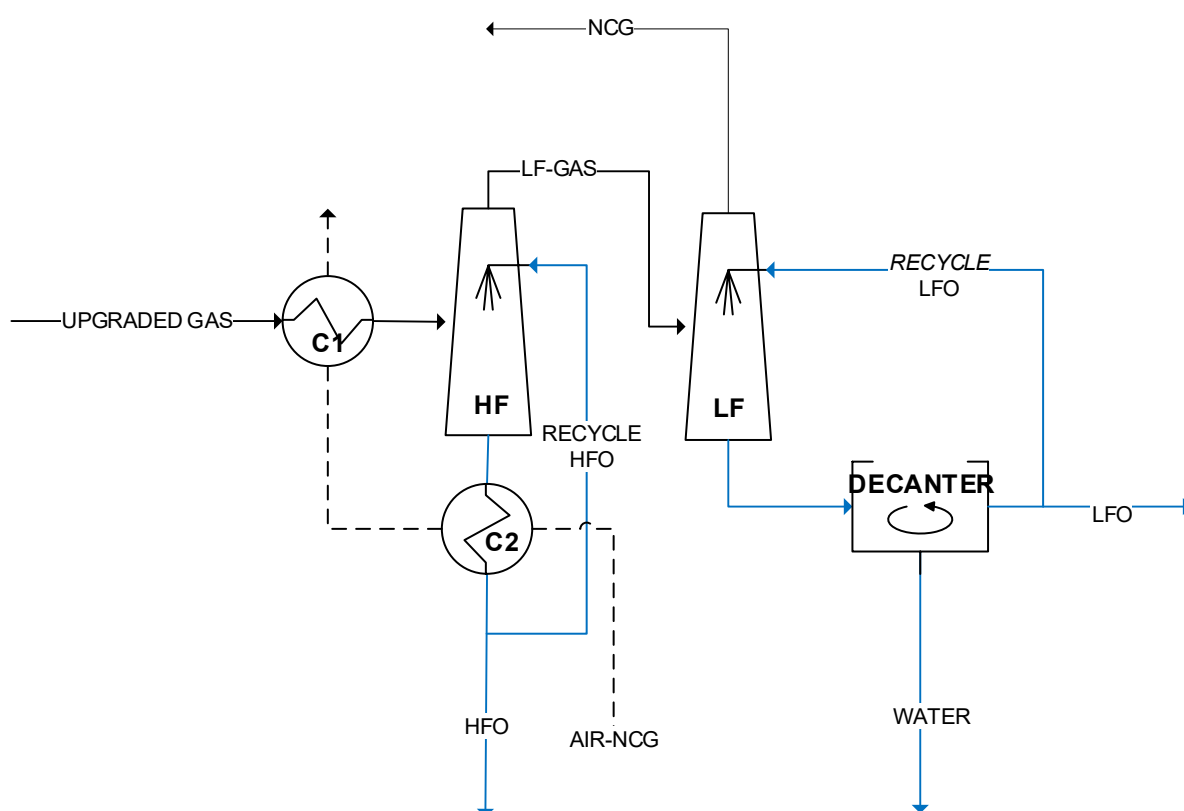 NCG
LF-GAS
RECYCLE
LFO
UPGRADED GAS
C1
HF
LF
RECYCLE
HFO
DECANTER
C2
LFO
HFO
AIR-NCG
WATER